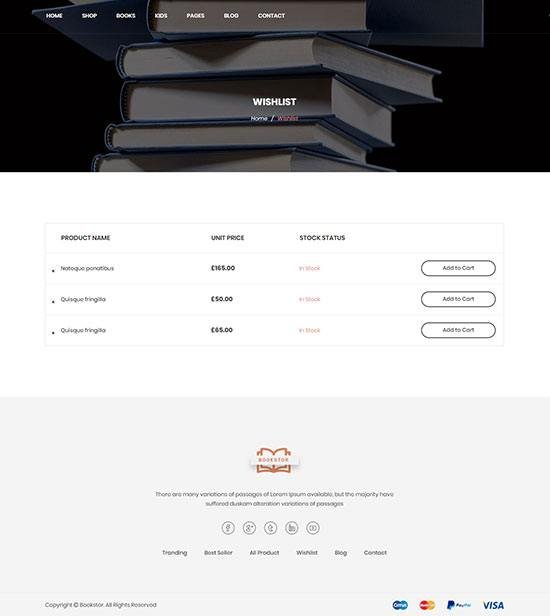 HOME SHOP BOOKS KIDS PAGES BLOG CONTACT
WISHLIST
Home / Wishlist
PRODUCT NAME UNIT PRICE STOCK STATUS
Natoque penatibus £165.00 In Stock Add to Cart
Quisque fringilla £50.00 In Stock Add to Cart
Quisque fringilla £65.00 In Stock Add to Cart
BOOKSTOR
There are many variations of passages of Lorem Ipsum available, but the majority have
suffered duskam alteration variations of passages
Trending Best Sellor All Product Wishlist Blog Contact
Copyright © Bookstor. All Rights Reserved
MasterCard PayPal VISA